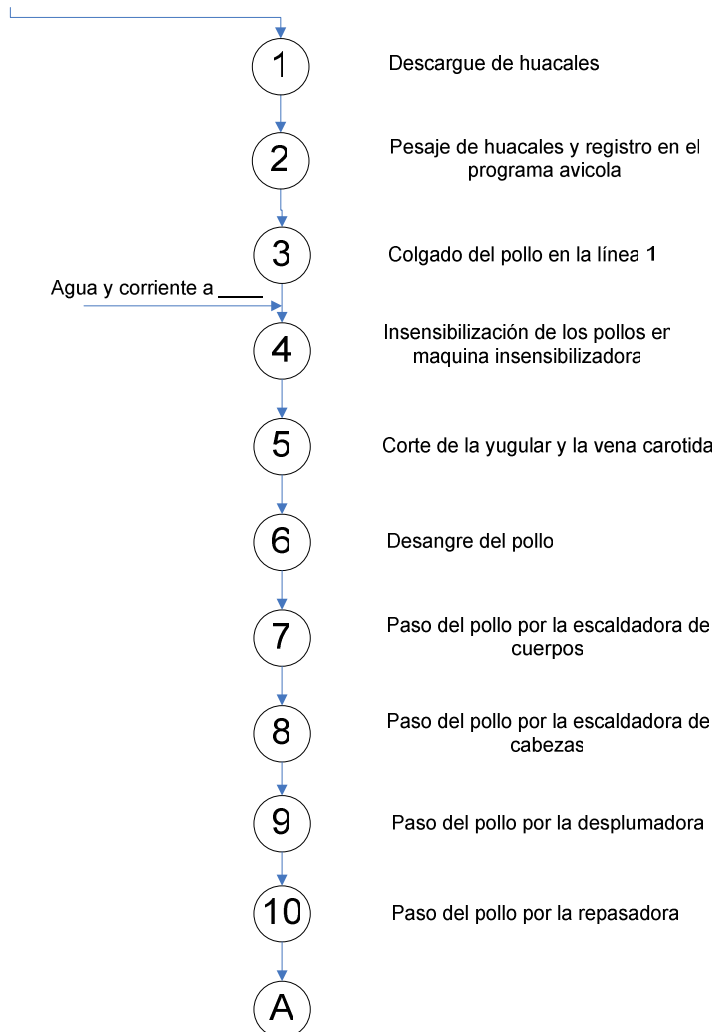 1
Descargue de huacales
2
Pesaje de huacales y registro en el
programa avicola
3
Colgado del pollo en la línea 1
Agua y corriente a ____
4
Insensibilización de los pollos en
maquina insensibilizadora
5
Corte de la yugular y la vena carotida
6
Desangre del pollo
7
Paso del pollo por la escaldadora de
cuerpos
8
Paso del pollo por la escaldadora de
cabezas
9
Paso del pollo por la desplumadora
10
Paso del pollo por la repasadora
A